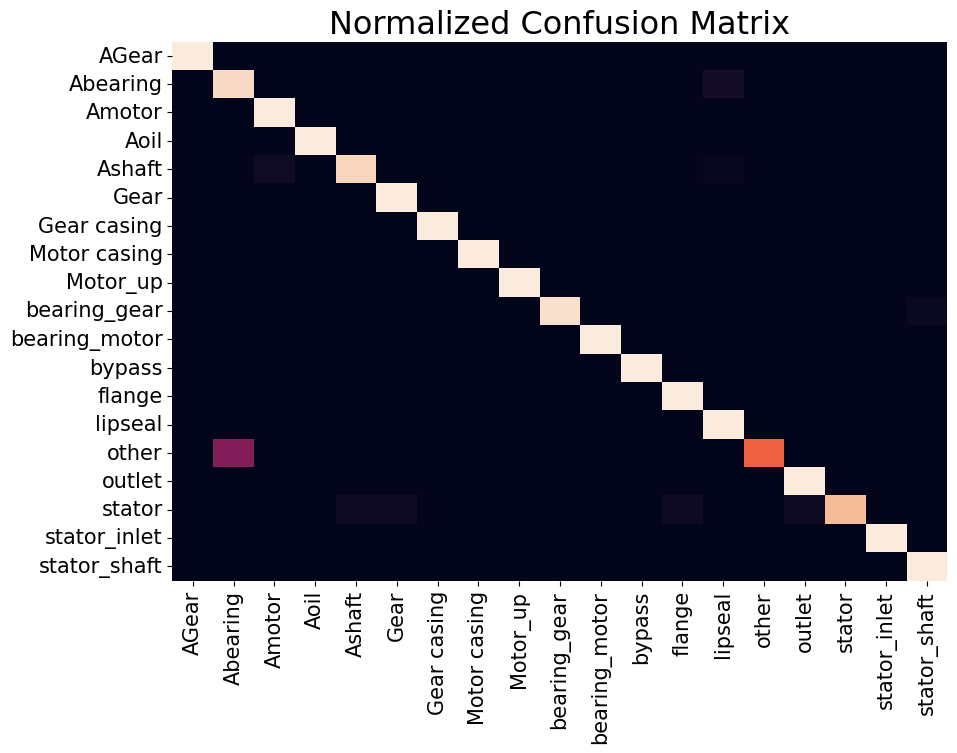 Normalized Confusion Matrix
AGear
Abearing
Amotor
Aoil
Ashaft
Gear
Gear casing
Motor casing
Motor_up
bearing_gear
bearing_motor
bypass
flange
lipseal
other
outlet
stator
stator_inlet
stator_shaft
AGear
Abearing
Amotor
Aoil
Ashaft
Gear
Gear casing
Motor casing
Motor_up
bearing_gear
bearing_motor
bypass
flange
lipseal
other
outlet
stator
stator_inlet
stator_shaft